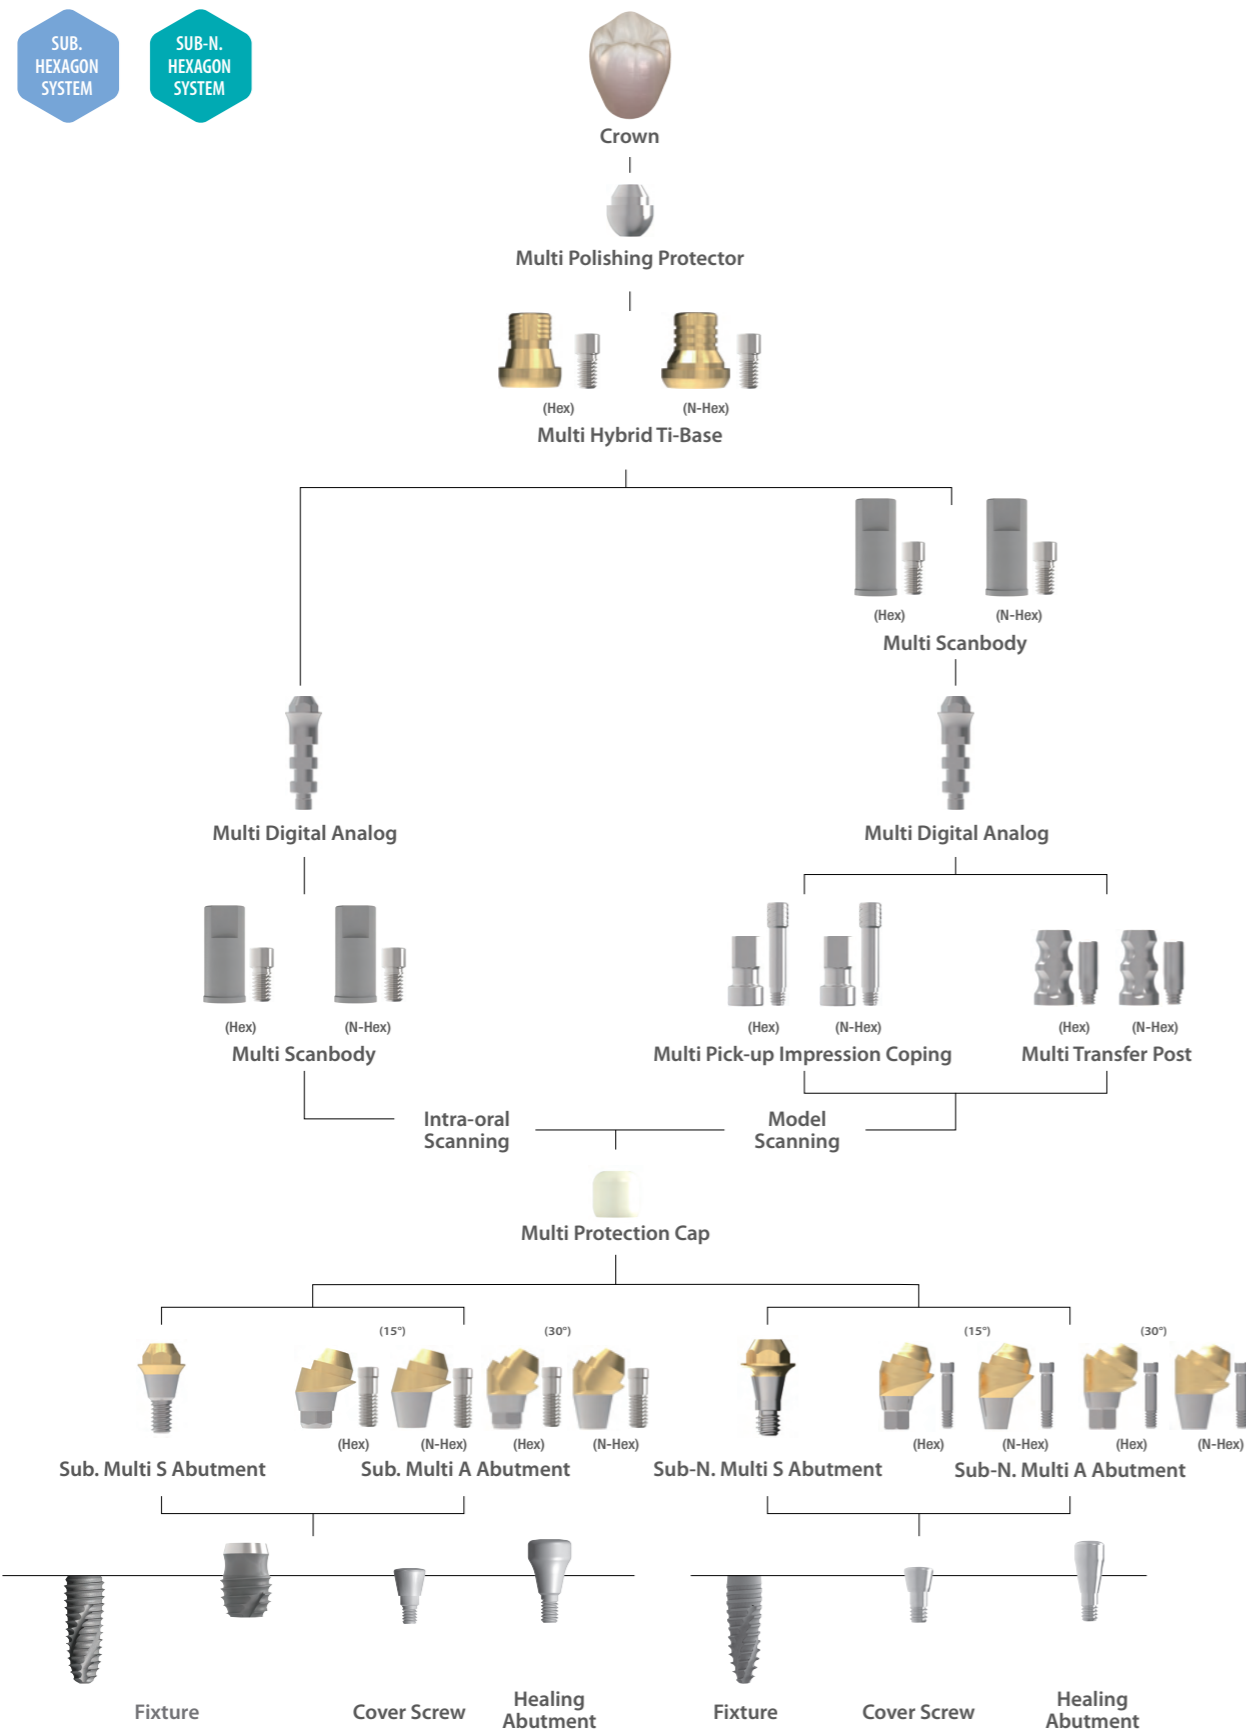 SUB.
HEXAGON
SYSTEM
SUB-N.
HEXAGON
SYSTEM
Crown
Multi Polishing Protector
(Hex) (N-Hex)
Multi Hybrid Ti-Base
(Hex) (N-Hex)
Multi Scanbody
Multi Digital Analog
Multi Digital Analog
(Hex) (N-Hex)
Multi Scanbody
(Hex) (N-Hex)
Multi Pick-up Impression Coping
(Hex) (N-Hex)
Multi Transfer Post
Intra-oral
Scanning
Model
Scanning
Multi Protection Cap
(15°) (30°)
(Hex) (N-Hex) (Hex) (N-Hex)
Sub. Multi S Abutment
Sub. Multi A Abutment
(15°) (30°)
(Hex) (N-Hex) (Hex) (N-Hex)
Sub-N. Multi S Abutment
Sub-N. Multi A Abutment
Fixture
Cover Screw
Healing
Abutment
Fixture
Cover Screw
Healing
Abutment